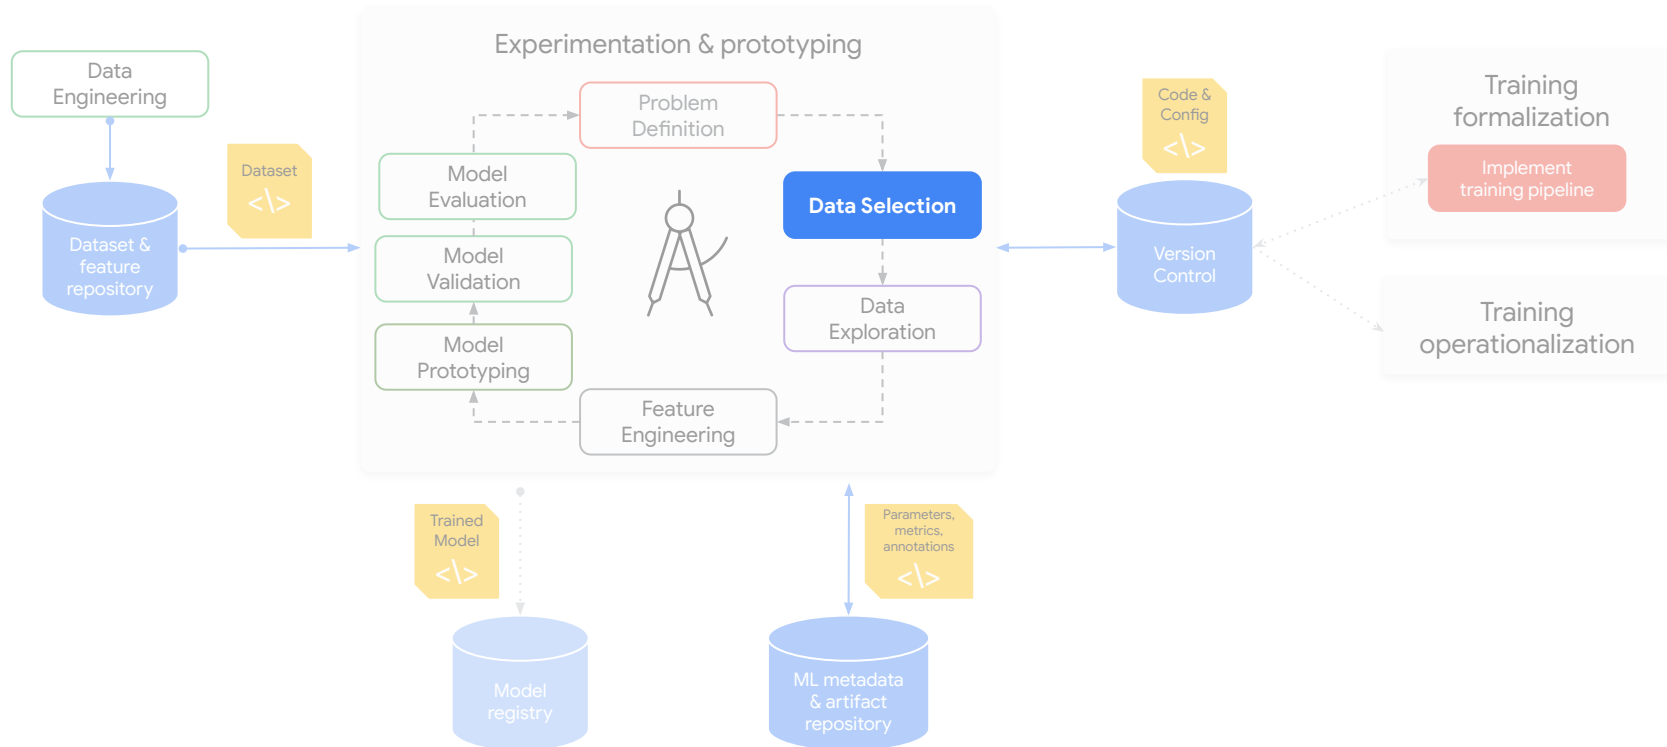 Experimentation & prototyping
Data
Engineering
Dataset
</>
Dataset &
feature
repository
Problem
Definition
Data Selection
Data
Exploration
Feature
Engineering
Model
Prototyping
Model
Validation
Model
Evaluation
Code &
Config
</>
Version
Control
Training
formalization
Implement
training pipeline
Training
operationalization
Trained
Model
</>
Model
registry
Parameters,
metrics,
annotations
</>
ML metadata
& artifact
repository